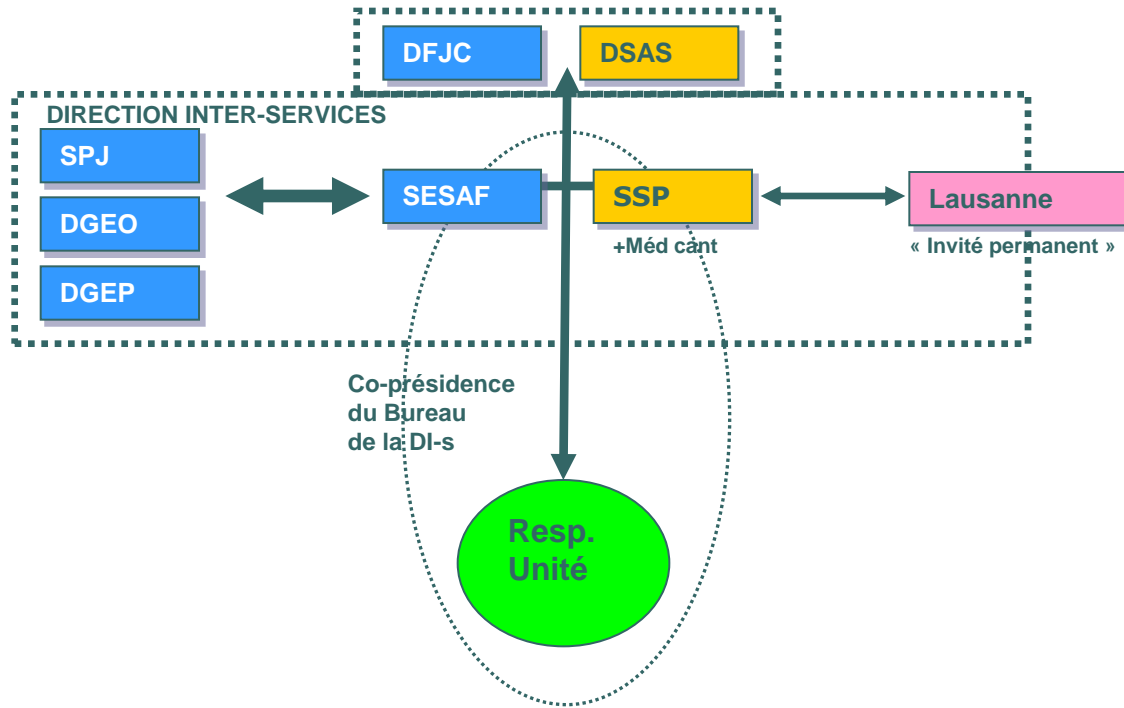 DFJC
DSAS
DIRECTION INTER-SERVICES
SPJ
SESAF
SSP
Lausanne
+Méd cant
« Invité permanent »
DGEO
DGEP
Co-présidence
du Bureau
de la DI-s
Resp.
Unité